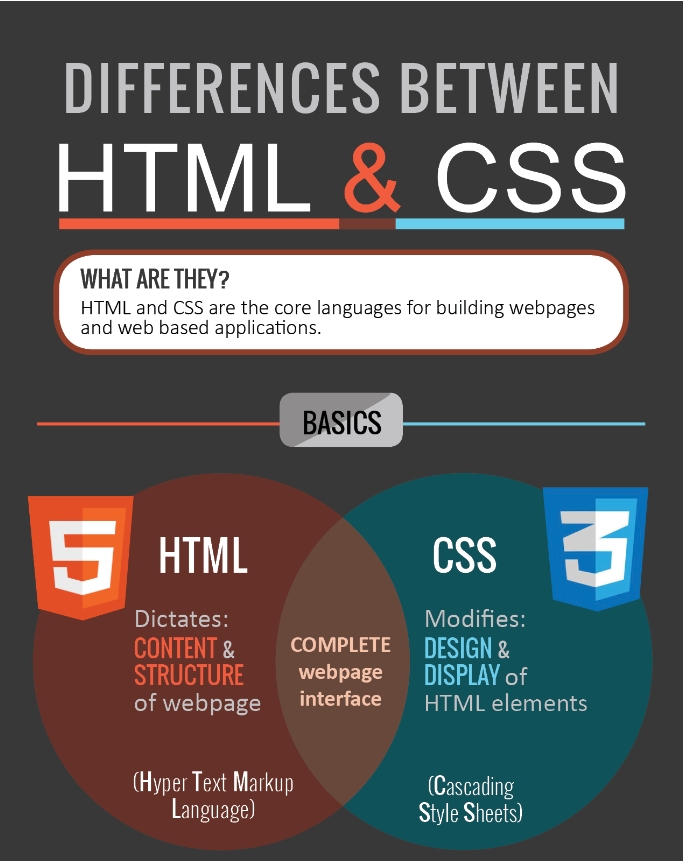 DIFFERENCES BETWEEN
HTML & CSS
WHAT ARE THEY?
HTML and CSS are the core languages for building webpages
and web based applications.
BASICS
5
HTML
Dictates:
CONTENT &
STRUCTURE
of webpage
(Hyper Text Markup
Language)
COMPLETE
webpage
interface
3
CSS
Modifies:
DESIGN &
DISPLAY of
HTML elements
(Cascading
Style Sheets)